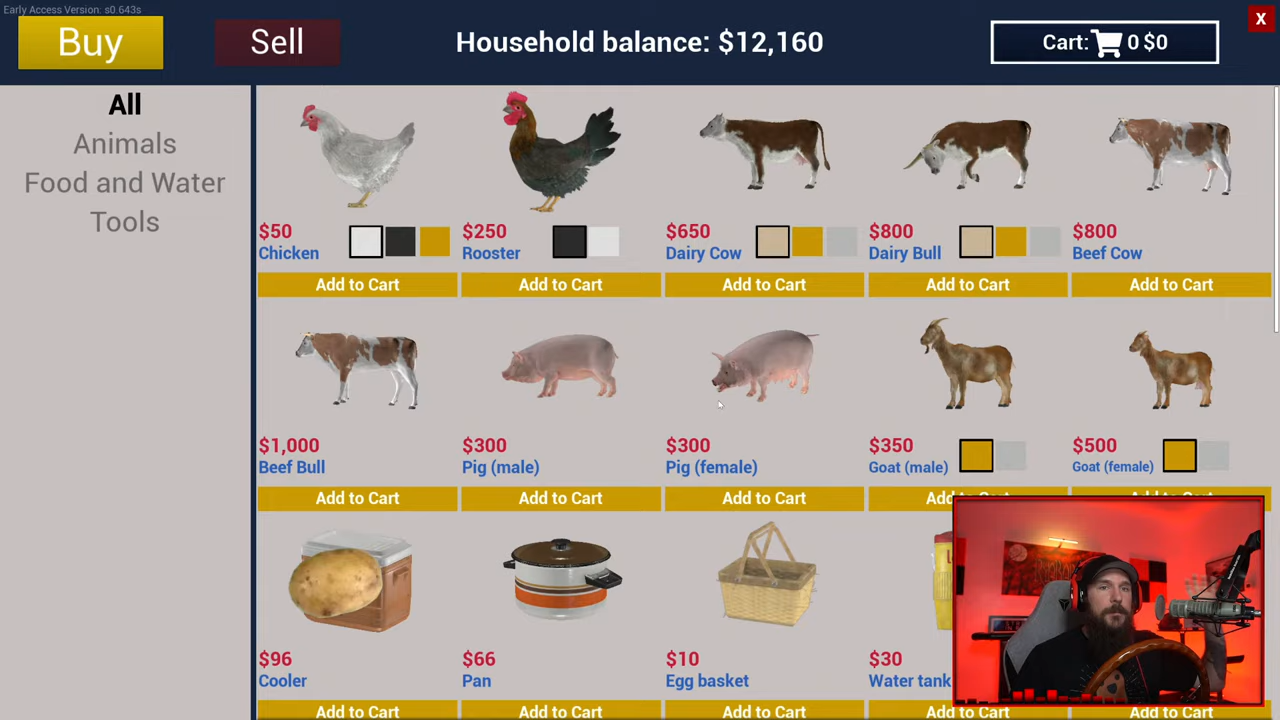 Early Access Version: s0.643s
Buy
Sell
Household balance: $12,160
Cart: 0 $0
X
All
Animals
Food and Water
Tools
$50
Chicken
Add to Cart
$250
Rooster
Add to Cart
$650
Dairy Cow
Add to Cart
$800
Dairy Bull
Add to Cart
$800
Beef Cow
Add to Cart
$1,000
Beef Bull
Add to Cart
$300
Pig (male)
Add to Cart
$300
Pig (female)
Add to Cart
$350
Goat (male)
Add to Cart
$500
Goat (female)
Add to Cart
$96
Cooler
Add to Cart
$66
Pan
Add to Cart
$10
Egg basket
Add to Cart
$30
Water tank
Add